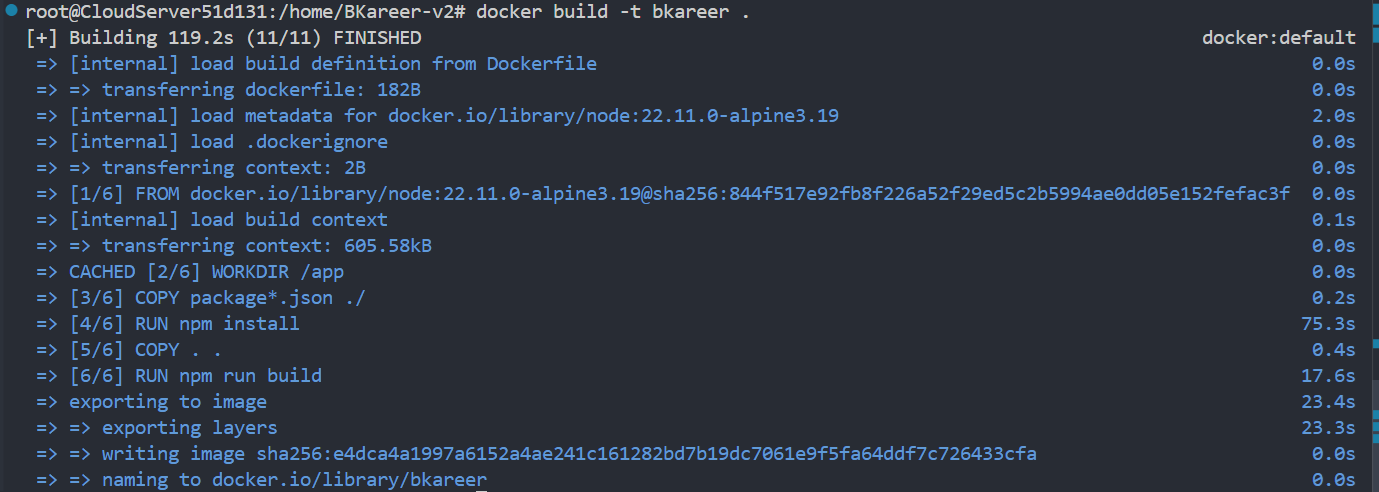 root@CloudServer51d131:/home/BKareer-v2# docker build -t bkareer .
[+] Building 119.2s (11/11) FINISHED docker:default
=> [internal] load build definition from Dockerfile 0.0s
=> => transferring dockerfile: 182B 0.0s
=> [internal] load metadata for docker.io/library/node:22.11.0-alpine3.19 2.0s
=> [internal] load .dockerignore 0.0s
=> => transferring context: 2B 0.0s
=> [1/6] FROM docker.io/library/node:22.11.0-alpine3.19@sha256:844f517e92fb8f226a52f29ed5c2b5994ae0dd05e152fefac3f 0.0s
=> [internal] load build context 0.1s
=> => transferring context: 605.58kB 0.0s
=> CACHED [2/6] WORKDIR /app 0.0s
=> [3/6] COPY package*.json ./ 0.2s
=> [4/6] RUN npm install 75.3s
=> [5/6] COPY . . 0.4s
=> [6/6] RUN npm run build 17.6s
=> exporting to image 23.4s
=> => exporting layers 23.3s
=> => writing image sha256:e4dca4a1997a6152a4ae241c161282bd7b19dc7061e9f5fa64ddf7c726433cfa 0.0s
=> => naming to docker.io/library/bkareer 0.0s